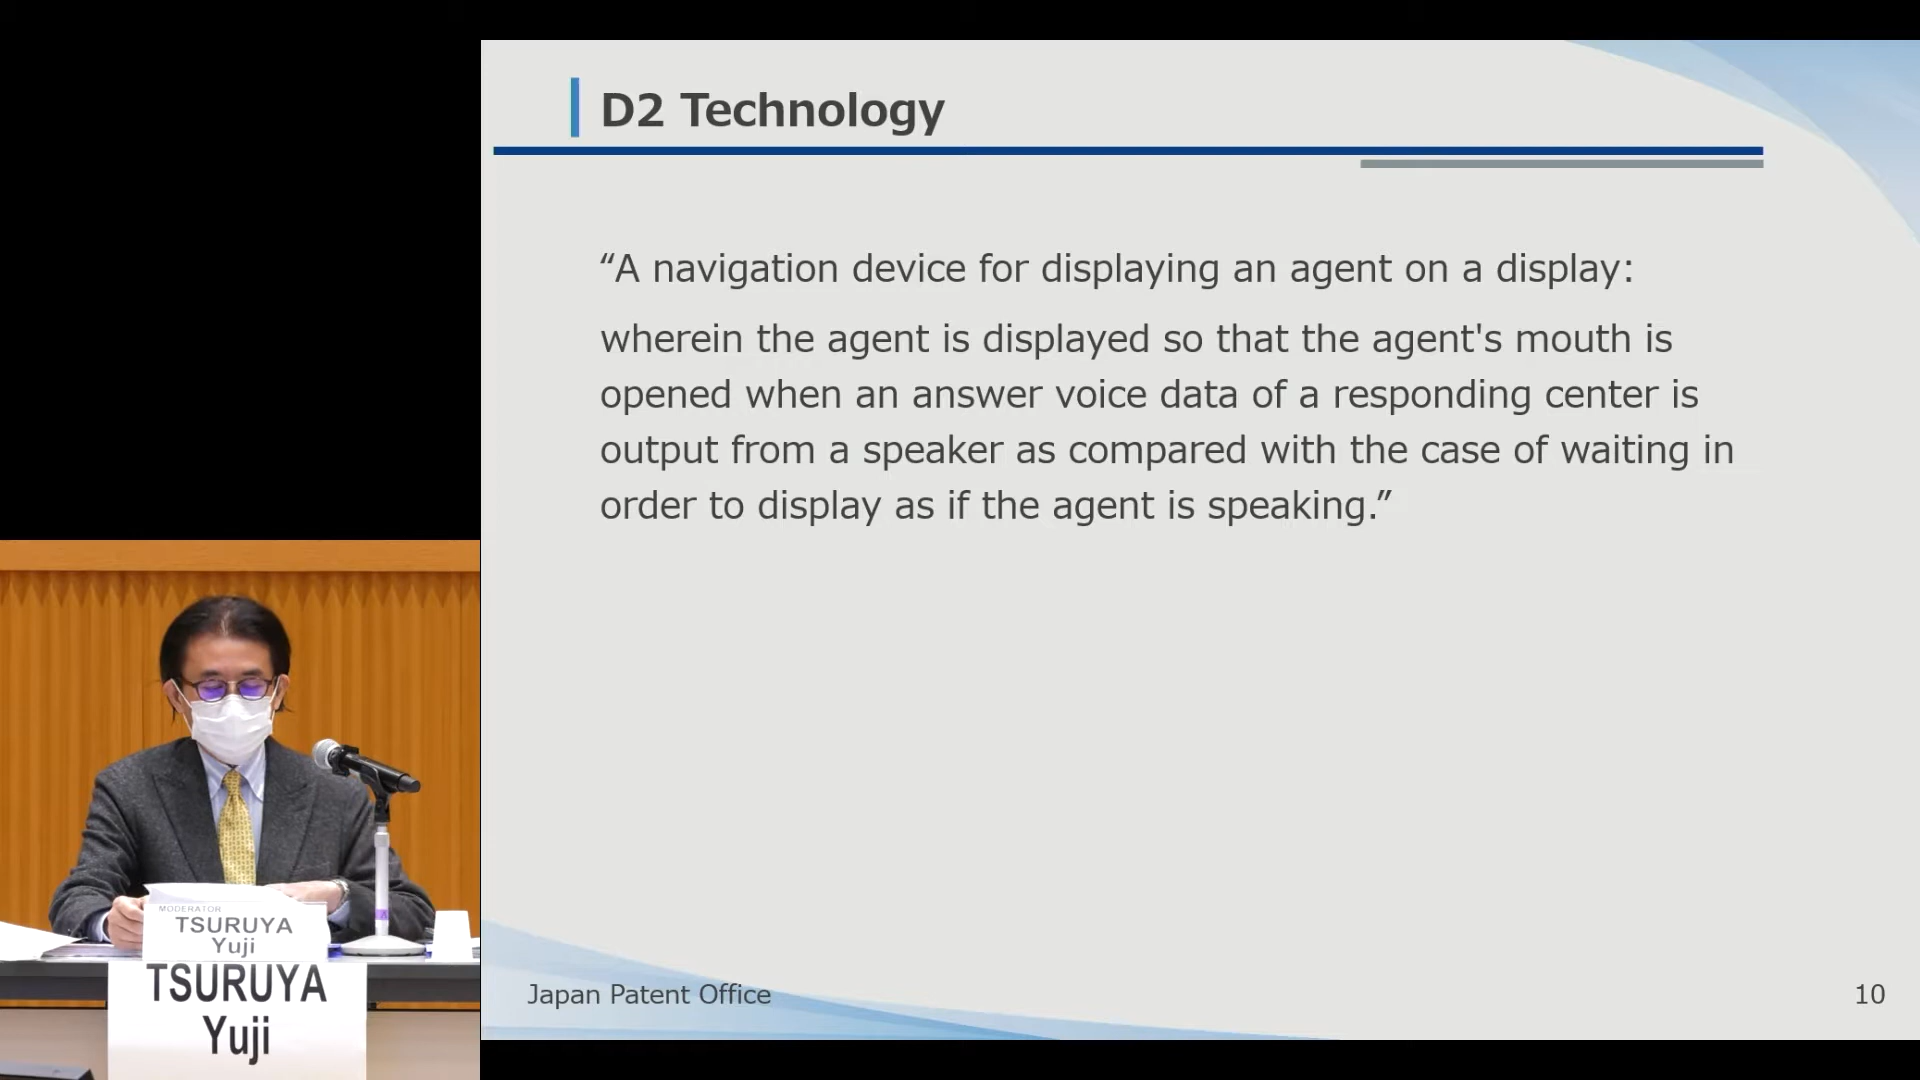 D2 Technology
“A navigation device for displaying an agent on a display:
wherein the agent is displayed so that the agent's mouth is
opened when an answer voice data of a responding center is
output from a speaker as compared with the case of waiting in
order to display as if the agent is speaking.”
Japan Patent Office
10
MODERATOR
TSURUYA
Yuji
TSURUYA
Yuji